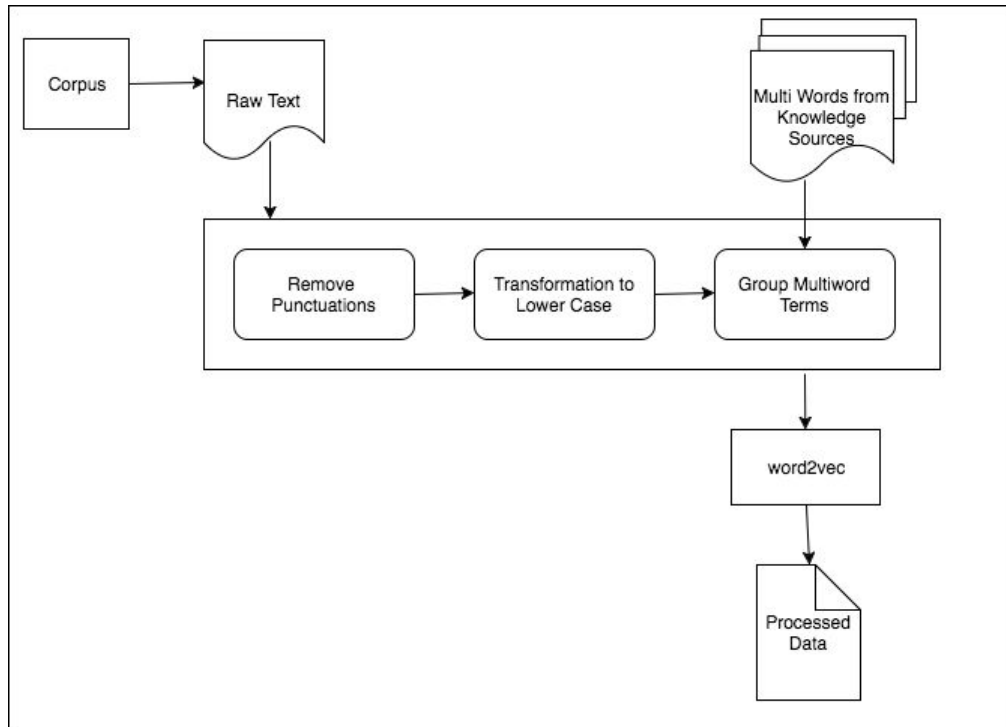 Corpus
Raw Text
Multi Words from
Knowledge
Sources
Remove
Punctuations
Transformation to
Lower Case
Group Multiword
Terms
word2vec
Processed
Data